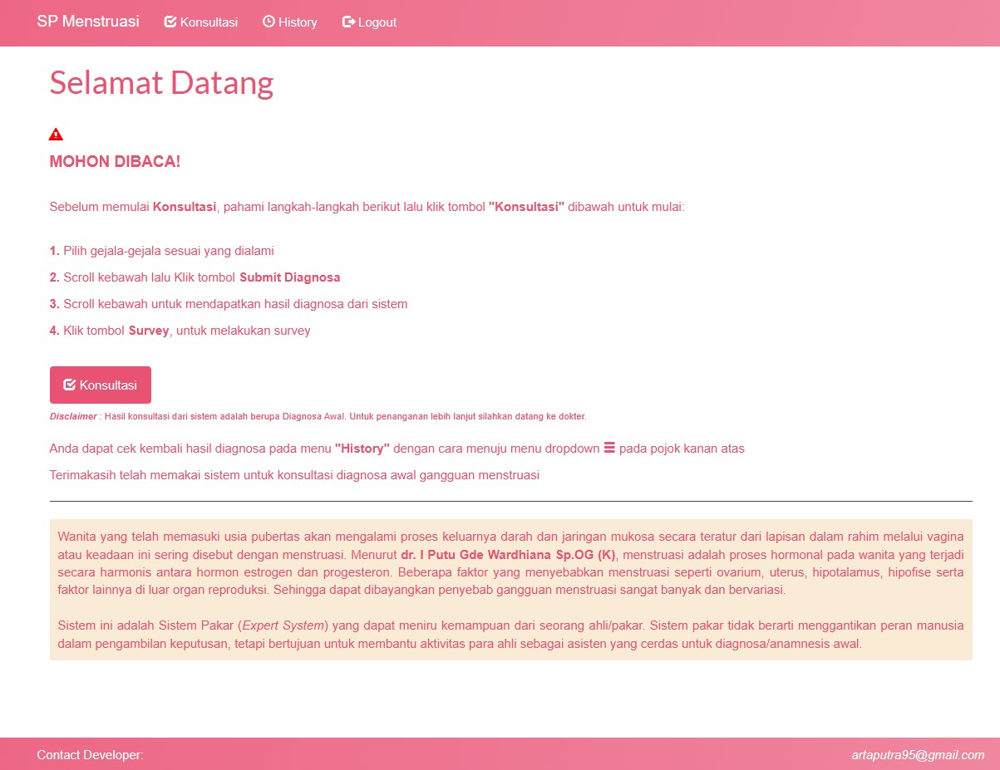 SP Menstruasi Konsultasi History Logout
Selamat Datang
MOHON DIBACA!
Sebelum memulai Konsultasi, pahami langkah-langkah berikut lalu klik tombol "Konsultasi" dibawah untuk mulai:
1. Pilih gejala-gejala sesuai yang dialami
2. Scroll kebawah lalu Klik tombol Submit Diagnosa
3. Scroll kebawah untuk mendapatkan hasil diagnosa dari sistem
4. Klik tombol Survey, untuk melakukan survey
Konsultasi
Disclaimer : Hasil konsultasi dari sistem adalah berupa Diagnosa Awal. Untuk penanganan lebih lanjut silahkan datang ke dokter.
Anda dapat cek kembali hasil diagnosa pada menu "History" dengan cara menuju menu dropdown pada pojok kanan atas
Terimakasih telah memakai sistem untuk konsultasi diagnosa awal gangguan menstruasi
Wanita yang telah memasuki usia pubertas akan mengalami proses keluarnya darah dan jaringan mukosa secara teratur dari lapisan dalam rahim melalui vagina
atau keadaan ini sering disebut dengan menstruasi. Menurut dr. I Putu Gde Wardhiana Sp.OG (K), menstruasi adalah proses hormonal pada wanita yang terjadi
secara harmonis antara hormon estrogen dan progesteron. Beberapa faktor yang menyebabkan menstruasi seperti ovarium, uterus, hipotalamus, hipofise serta
faktor lainnya di luar organ reproduksi. Sehingga dapat dibayangkan penyebab gangguan menstruasi sangat banyak dan bervariasi.
Sistem ini adalah Sistem Pakar (Expert System) yang dapat meniru kemampuan dari seorang ahli/pakar. Sistem pakar tidak berarti menggantikan peran manusia
dalam pengambilan keputusan, tetapi bertujuan untuk membantu aktivitas para ahli sebagai asisten yang cerdas untuk diagnosa/anamnesis awal.
Contact Developer: artaputra95@gmail.com